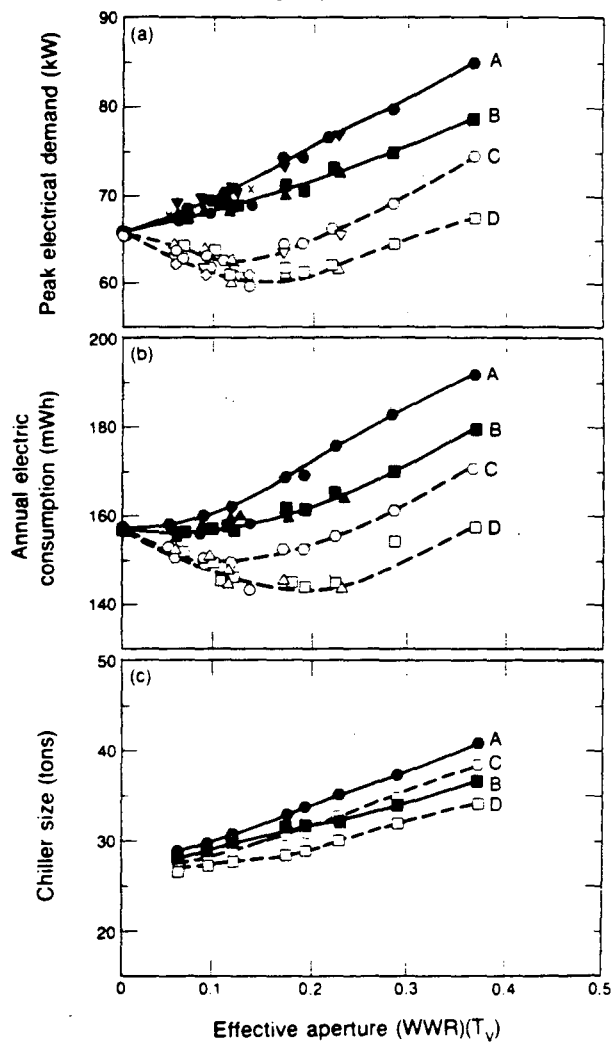 (a)
Peak electrical demand (kW)
90
80
70
60
A
B
C
D
(b)
Annual electric
consumption (mWh)
200
180
160
140
A
B
C
D
(c)
Chiller size (tons)
50
40
30
20
A
C
B
D
0
0.1
0.2
0.3
0.4
0.5
Effective aperture (WWR)(Tv)